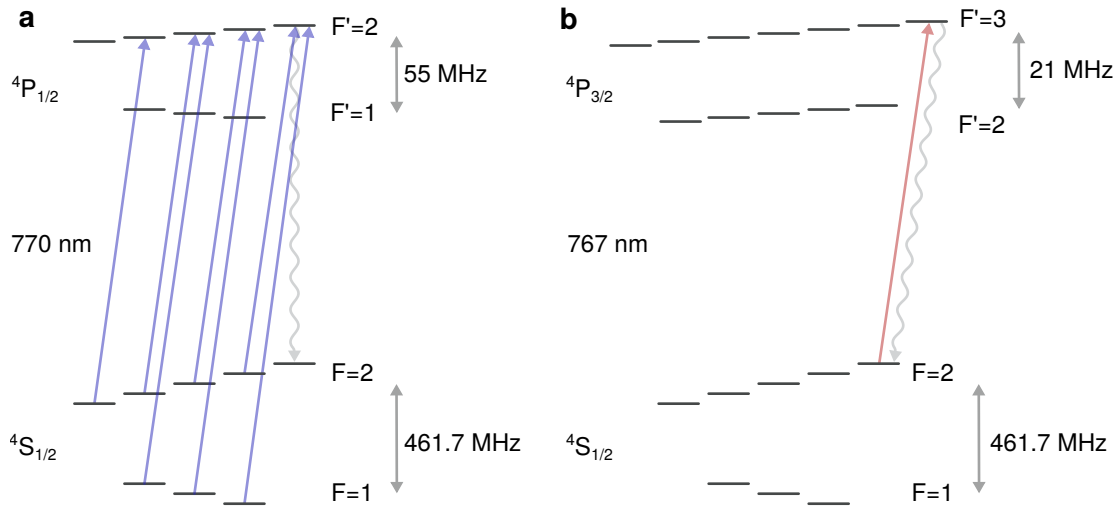 a
F'=2
55 MHz
⁴P₁/₂
F'=1
770 nm
F=2
⁴S₁/₂
461.7 MHz
F=1
b
F'=3
21 MHz
⁴P₃/₂
F'=2
767 nm
F=2
⁴S₁/₂
461.7 MHz
F=1